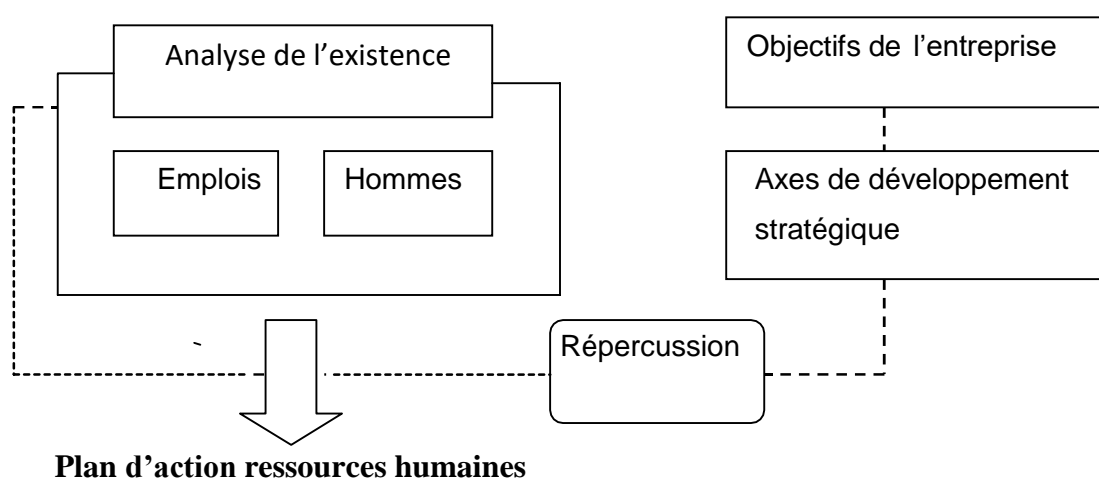 Analyse de l’existence
Emplois
Hommes
Objectifs de l’entreprise
Axes de développement
stratégique
Répercussion
Plan d’action ressources humaines